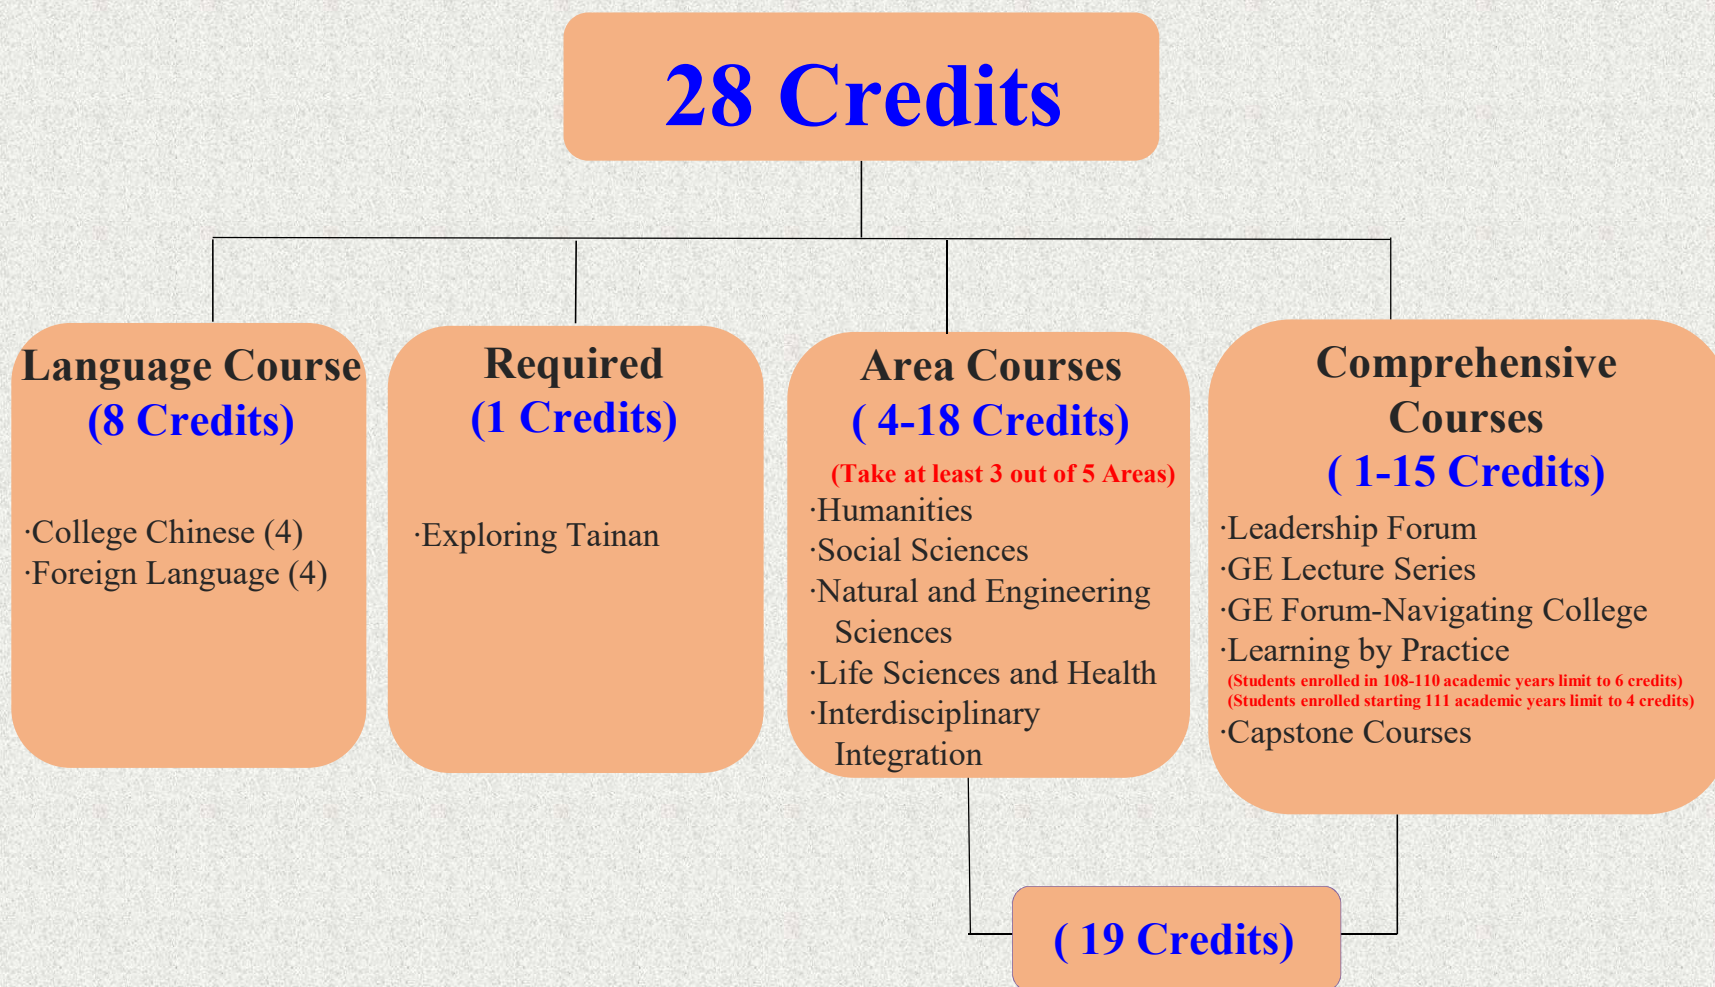 28 Credits
Language Course
(8 Credits)
·College Chinese (4)
·Foreign Language (4)
Required
(1 Credits)
·Exploring Tainan
Area Courses
( 4-18 Credits)
(Take at least 3 out of 5 Areas)
·Humanities
·Social Sciences
·Natural and Engineering
Sciences
·Life Sciences and Health
·Interdisciplinary
Integration
Comprehensive
Courses
( 1-15 Credits)
·Leadership Forum
·GE Lecture Series
·GE Forum-Navigating College
·Learning by Practice
(Students enrolled in 108-110 academic years limit to 6 credits)
(Students enrolled starting 111 academic years limit to 4 credits)
·Capstone Courses
( 19 Credits)